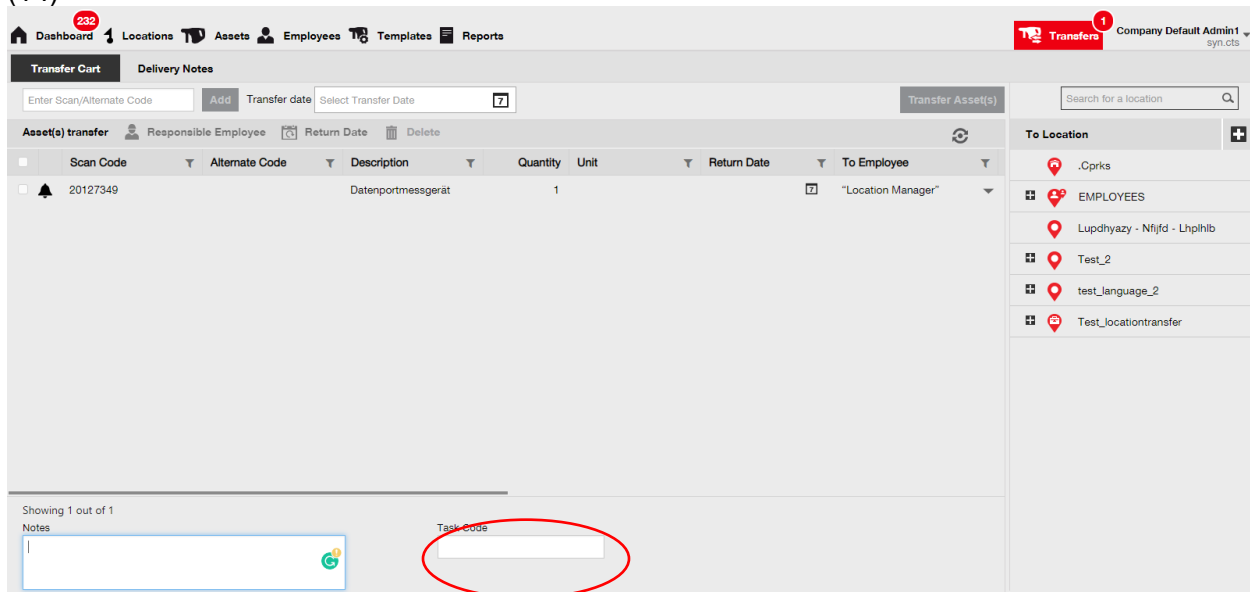 232
Dashboard Locations Assets Employees Templates Reports
1
Transfers Company Default Admin1
syn.cts
Transfer Cart Delivery Notes
Enter Scan/Alternate Code Add Transfer date Select Transfer Date 7 Transfer Asset(s) Search for a location
Asset(s) transfer Responsible Employee Return Date Delete To Location
Scan Code Alternate Code Description Quantity Unit Return Date To Employee
20127349 Datenportmessgerät 1 7 "Location Manager"
.Cprks
EMPLOYEES
Lupdhyazy - Nfijfd - Lhplhlb
Test_2
test_language_2
Test_locationtransfer
Showing 1 out of 1
Notes Task Code